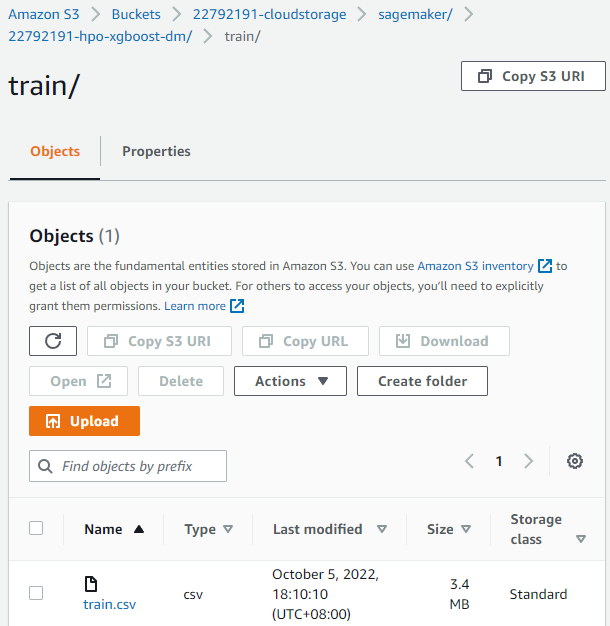 Amazon S3 > Buckets > 22792191-cloudstorage > sagemaker/ >
22792191-hpo-xgboost-dm/ > train/
train/
Copy S3 URI
Objects
Properties
Objects (1)
Objects are the fundamental entities stored in Amazon S3. You can use Amazon S3 inventory to
get a list of all objects in your bucket. For others to access your objects, you'll need to explicitly
grant them permissions. Learn more
Copy S3 URI
Copy URL
Download
Open
Delete
Actions
Create folder
Upload
Find objects by prefix
1
Name
Type
Last modified
Size
Storage
class
train.csv
csv
October 5, 2022,
18:10:10
(UTC+08:00)
3.4
MB
Standard